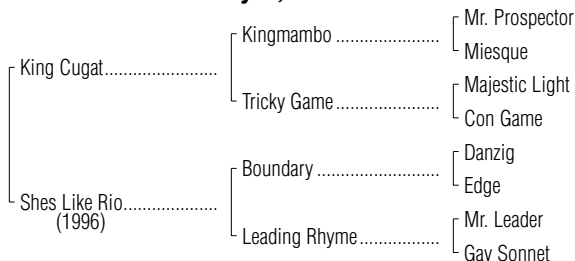 Mr. Prospector
Kingmambo ........................
Miesque
King Cugat..........................
Majestic Light
Tricky Game ........................
Con Game
Danzig
Boundary ............................
Edge
Shes Like Rio.....................
(1996)
Mr. Leader
Leading Rhyme..................
Gay Sonnet